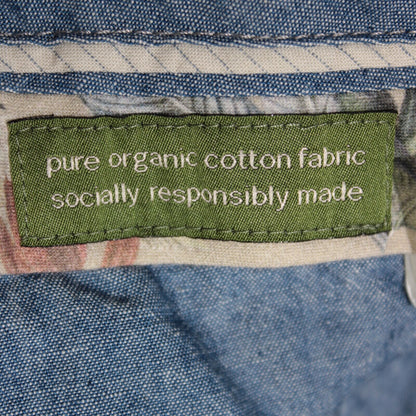 pure organic cotton fabric
socially responsibly made